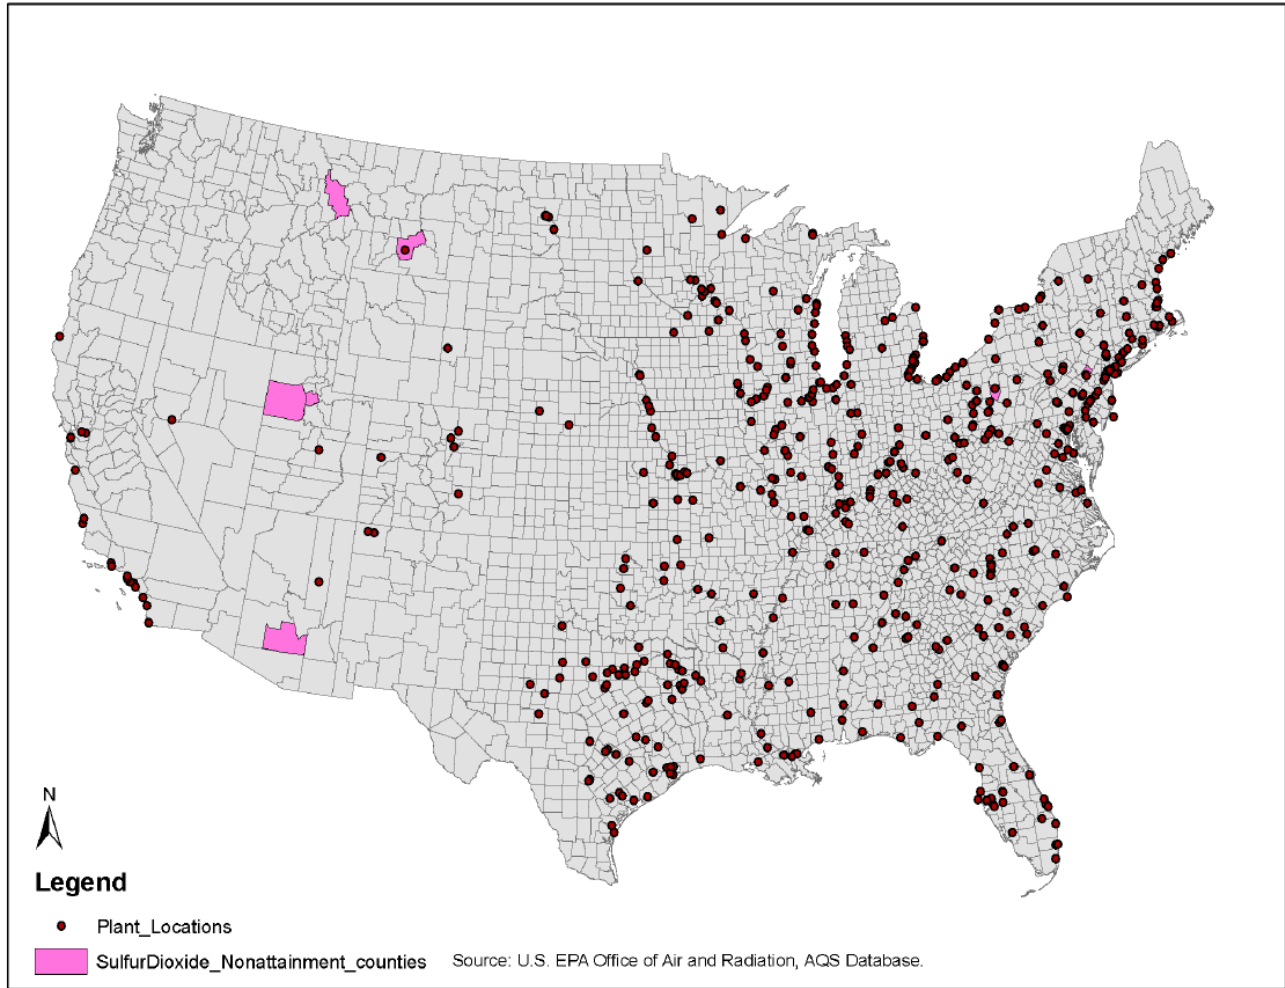 N
Legend
Plant_Locations
SulfurDioxide_Nonattainment_counties
Source: U.S. EPA Office of Air and Radiation, AQS Database.